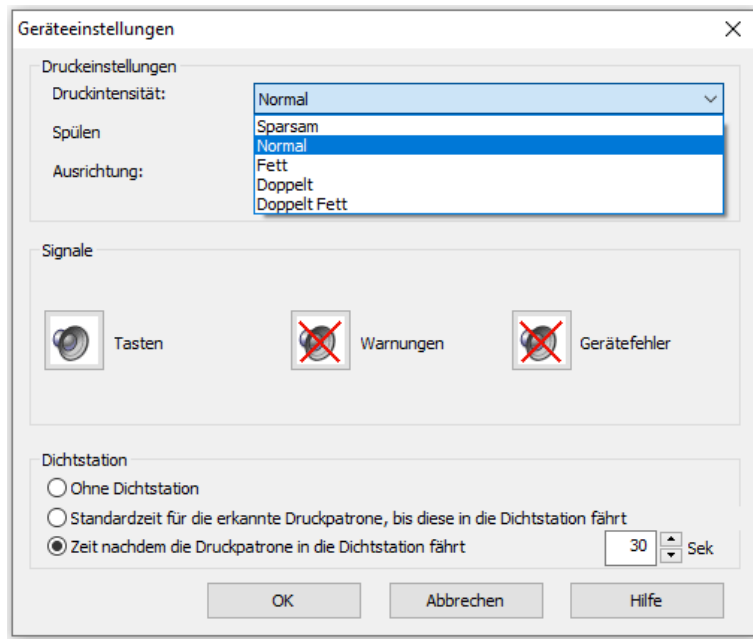 Geräteeinstellungen
Druckeinstellungen
Druckintensität:
Normal
Sparsam
Spülen
Normal
Fett
Ausrichtung:
Doppelt
Doppelt Fett
Signale
Tasten
Warnungen
Gerätefehler
Dichtstation
Ohne Dichtstation
Standardzeit für die erkannte Druckpatrone, bis diese in die Dichtstation fährt
Zeit nachdem die Druckpatrone in die Dichtstation fährt 30 Sek
OK Abbrechen Hilfe